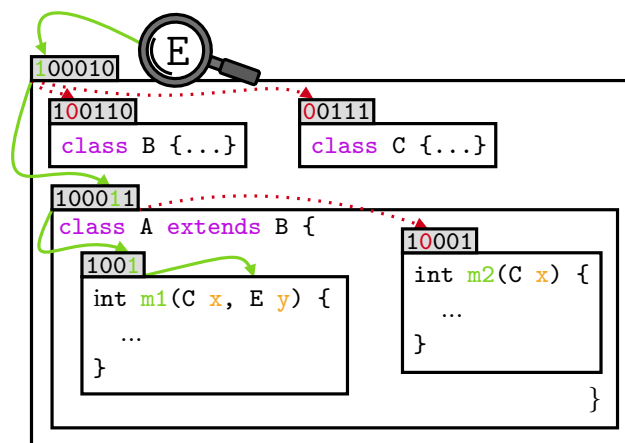 E
100010
100110
class B {...}
00111
class C {...}
100011
class A extends B {
1001
int m1(C x, E y) {
...
}
10001
int m2(C x) {
...
}
}